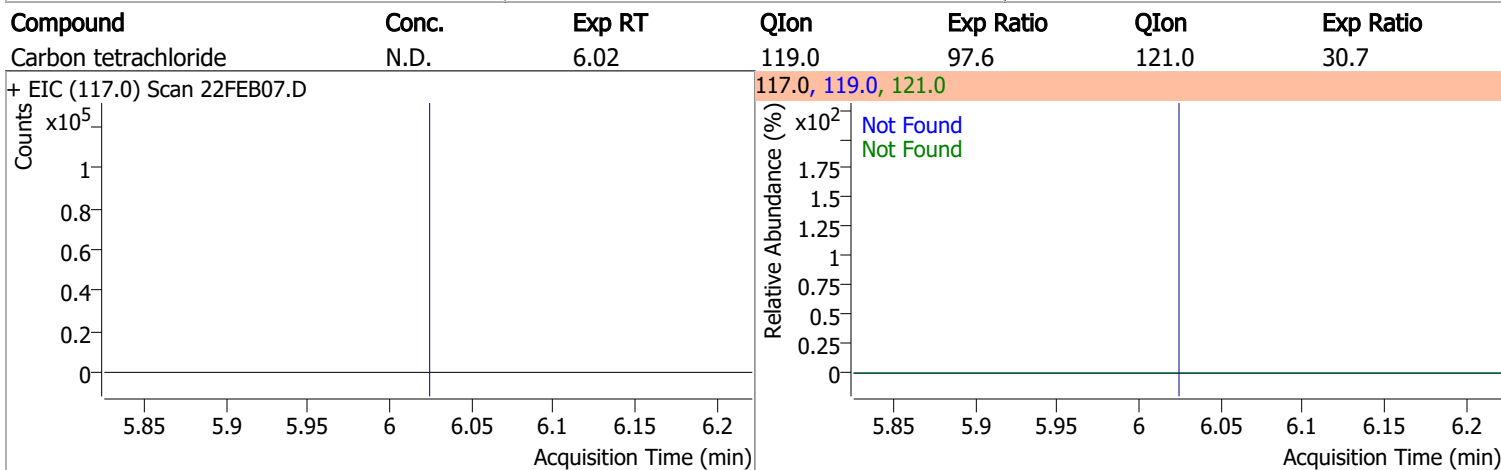 Compound Conc. Exp RT QIon Exp Ratio QIon Exp Ratio
Carbon tetrachloride N.D. 6.02 119.0 97.6 121.0 30.7
+ EIC (117.0) Scan 22FEB07.D
Counts
x10^5
1
0.8
0.6
0.4
0.2
0
5.85 5.9 5.95 6 6.05 6.1 6.15 6.2
Acquisition Time (min)
117.0, 119.0, 121.0
Relative Abundance (%)
x10^2
Not Found
Not Found
1.75
1.5
1.25
1
0.75
0.5
0.25
0
5.85 5.9 5.95 6 6.05 6.1 6.15 6.2
Acquisition Time (min)